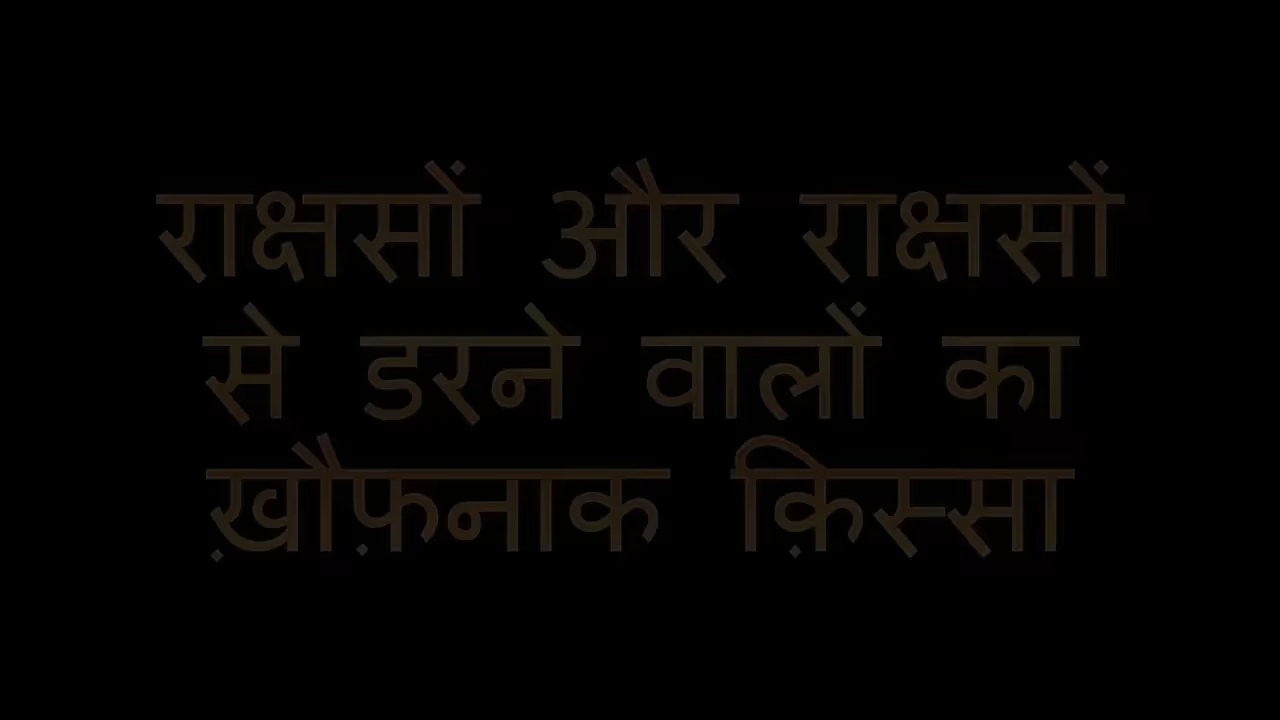 राक्षसों और राक्षसों
से डरने वालों का
ख़ौफ़नाक क़िस्सा